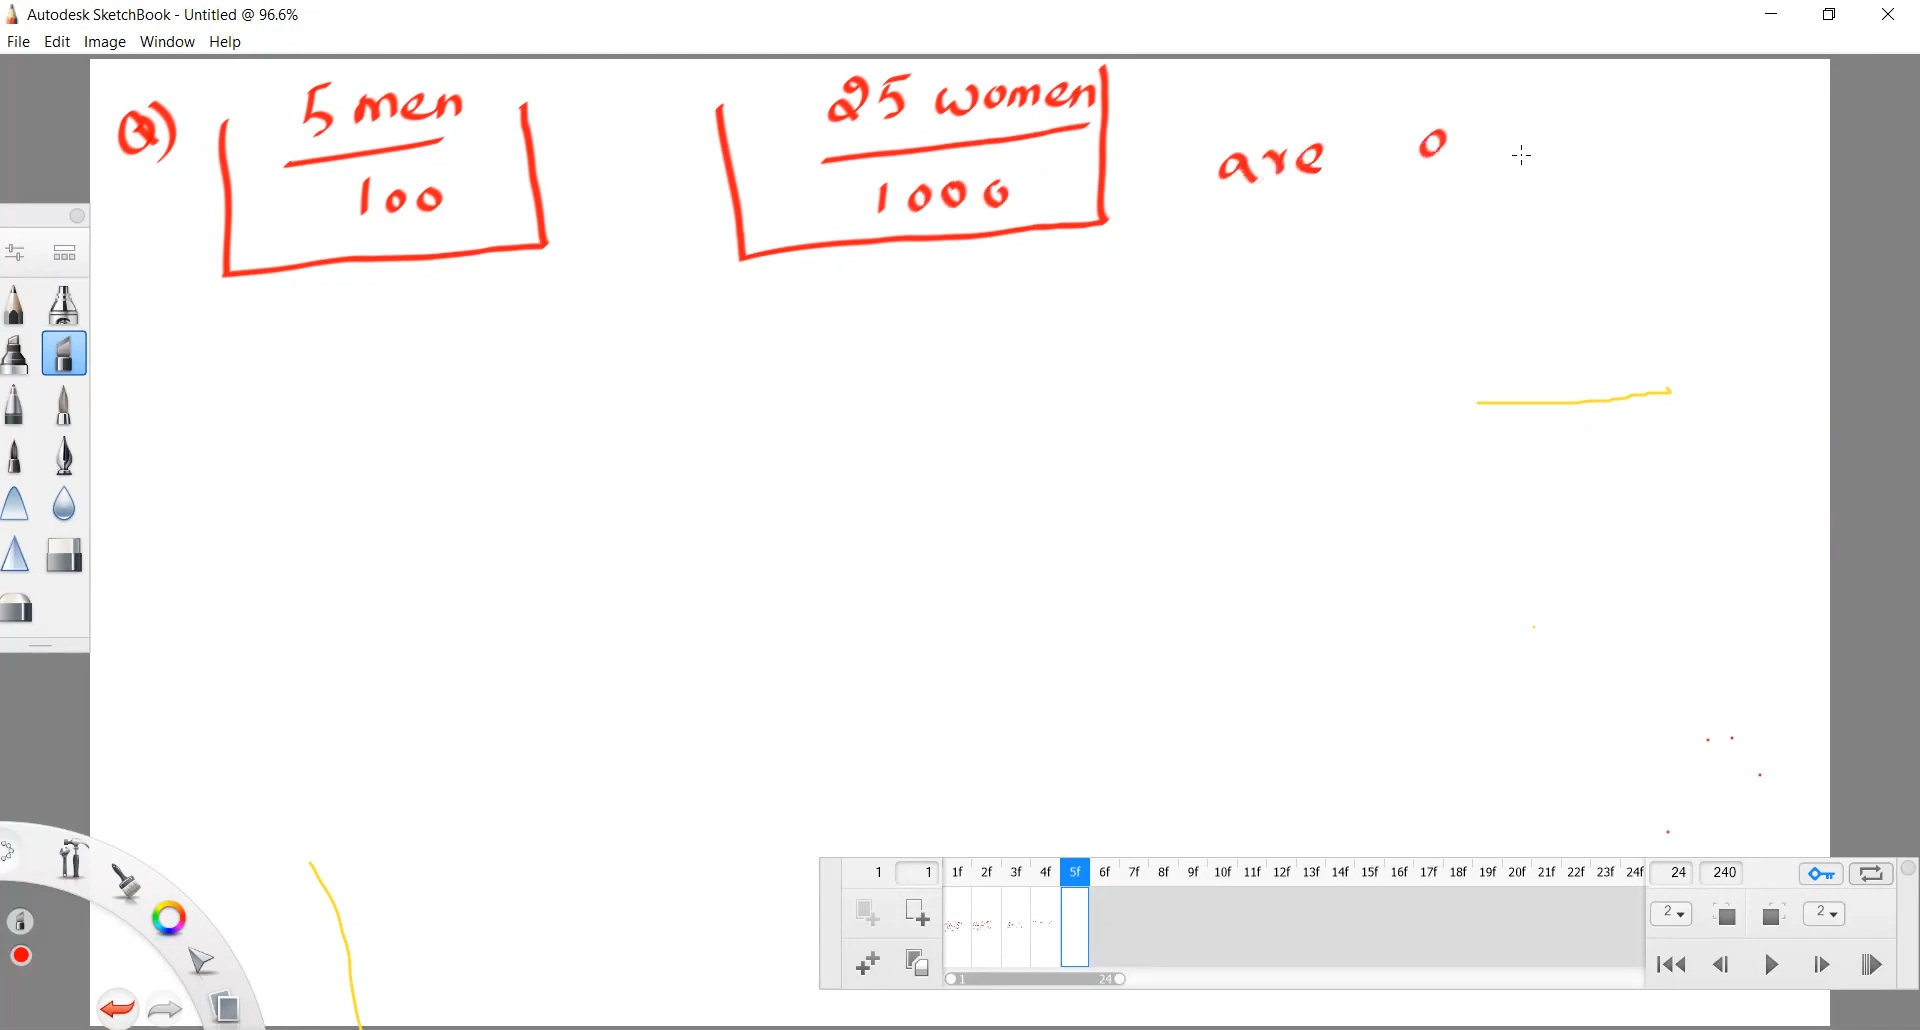 Autodesk SketchBook - Untitled @ 96.6%
File Edit Image Window Help
Q) 5 men 25 women are o
100 1000
1 1 1f 2f 3f 4f 5f 6f 7f 8f 9f 10f 11f 12f 13f 14f 15f 16f 17f 18f 19f 20f 21f 22f 23f 24f 24 240
2 2
1 24